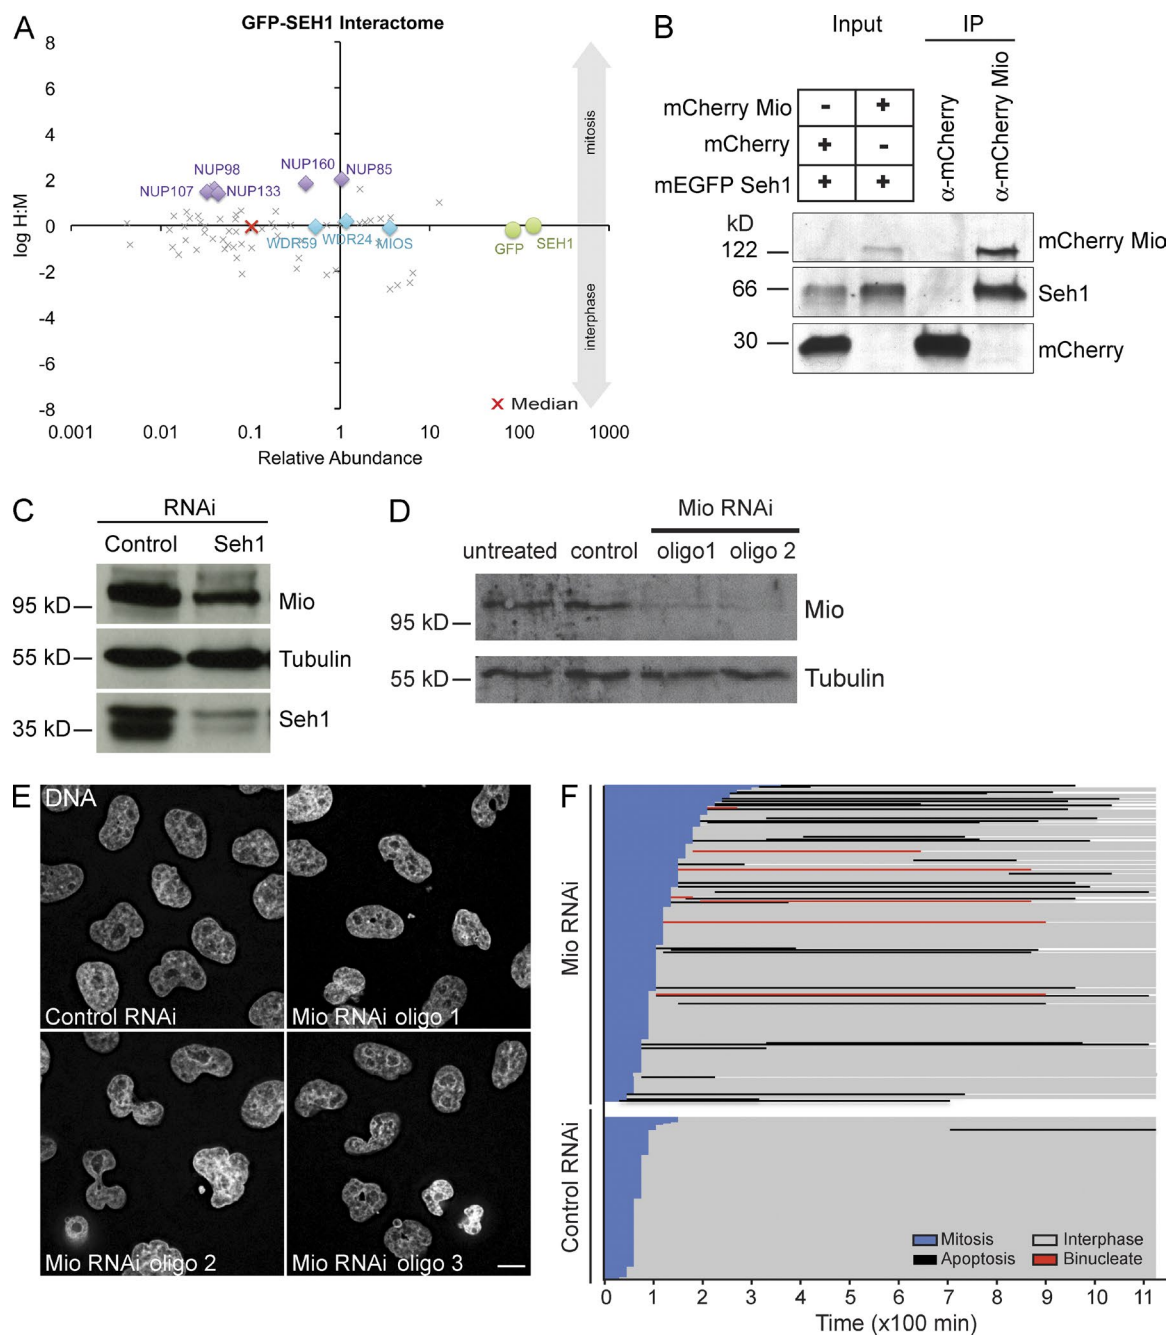 A
GFP-SEH1 Interactome
8
6
4
2
0
-2
-4
-6
-8
log H:M
NUP98
NUP160
NUP85
NUP107
NUP133
WDR59
WDR24
MIOS
GFP
SEH1
mitosis
interphase
× Median
0.001 0.01 0.1 1 10 100 1000
Relative Abundance
B
Input IP
α-mCherry
α-mCherry Mio
mCherry Mio - +
mCherry + -
mEGFP Seh1 + +
kD
122 mCherry Mio
66 Seh1
30 mCherry
C
RNAi
Control Seh1
95 kD Mio
55 kD Tubulin
35 kD Seh1
D
Mio RNAi
untreated control oligo1 oligo 2
95 kD Mio
55 kD Tubulin
E
DNA
Control RNAi
Mio RNAi oligo 1
Mio RNAi oligo 2
Mio RNAi oligo 3
F
Mio RNAi
Control RNAi
Mitosis Interphase
Apoptosis Binucleate
0 1 2 3 4 5 6 7 8 9 10 11
Time (x100 min)